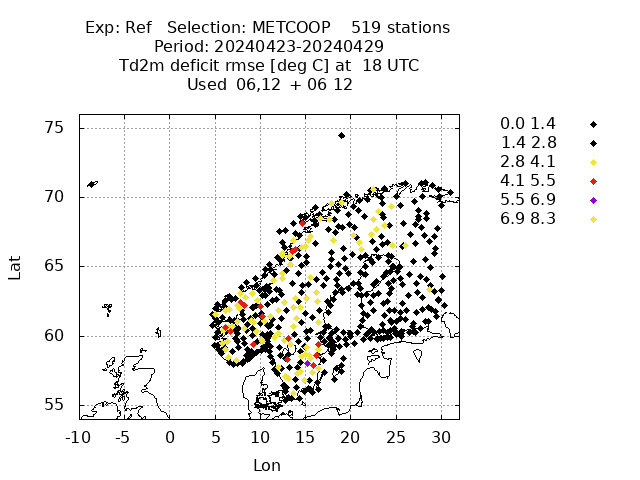 Exp: Ref   Selection: METCOOP    519 stations
Period: 20240423-20240429
Td2m deficit rmse [deg C] at  18 UTC
Used  06,12  + 06 12
75
70
65
60
55
Lat
-10 -5 0 5 10 15 20 25 30
Lon
0.0 1.4
1.4 2.8
2.8 4.1
4.1 5.5
5.5 6.9
6.9 8.3